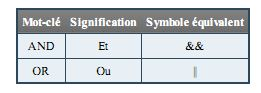 Mot-clé Signification Symbole équivalent
AND Et &&
OR Ou ||